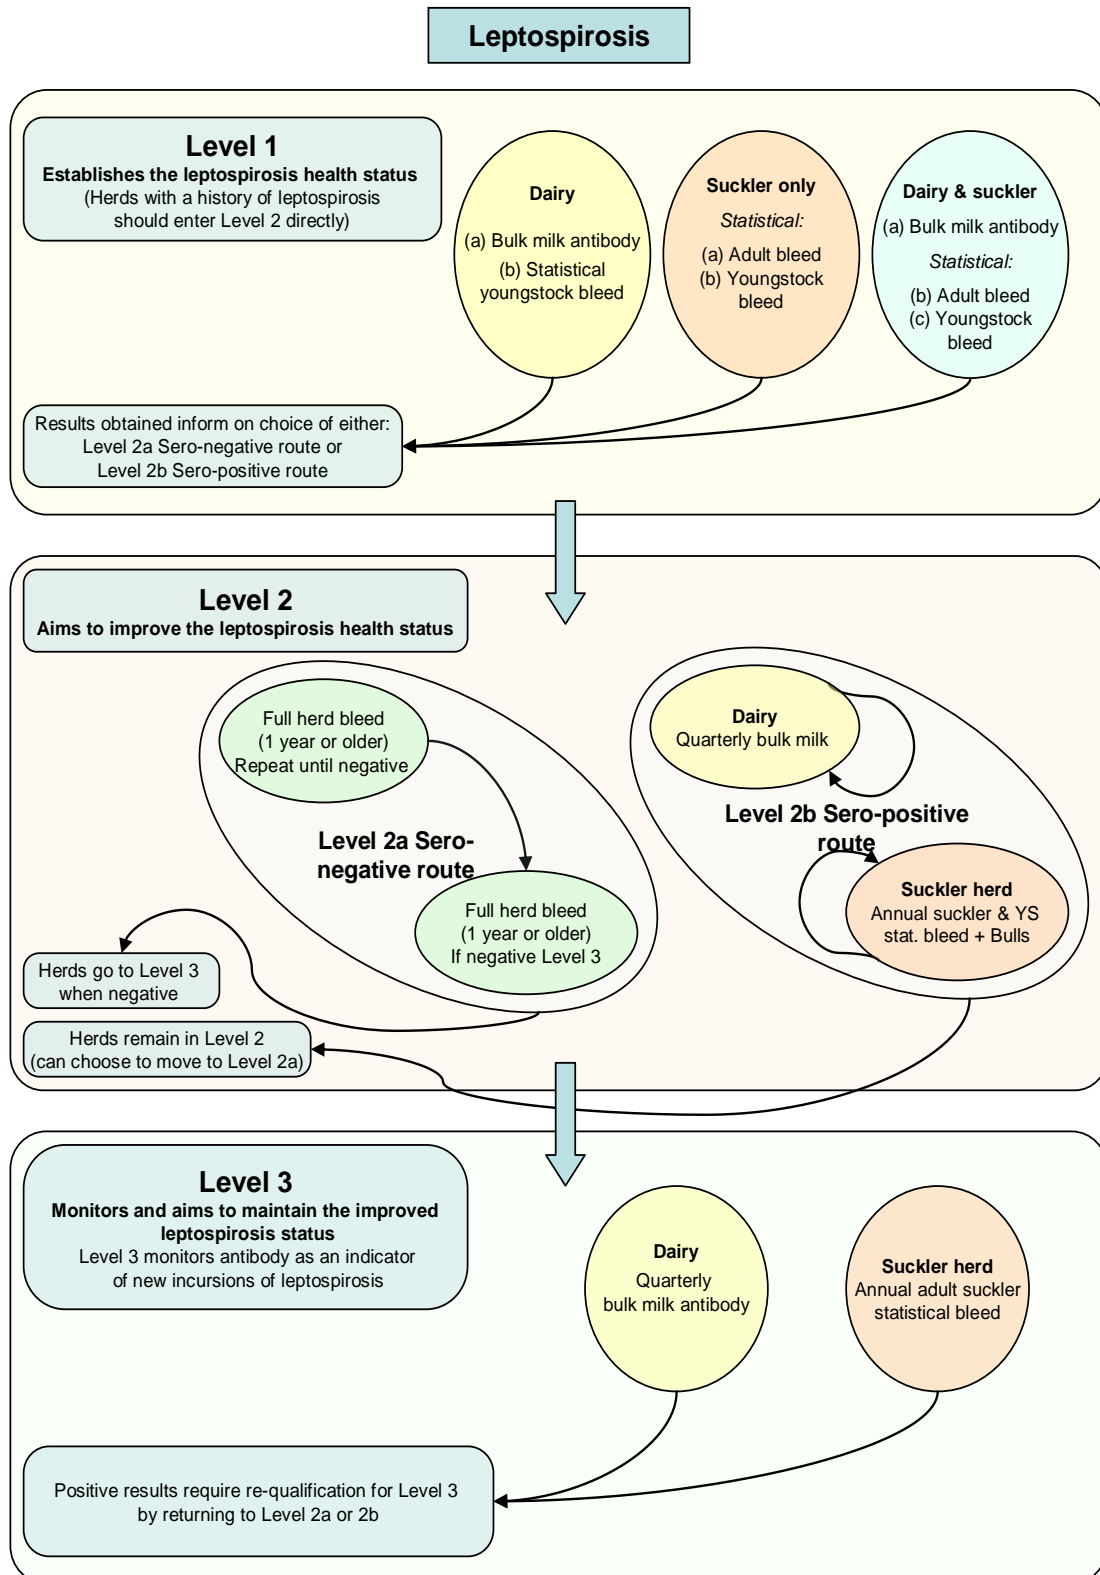 Leptospirosis
Level 1
Establishes the leptospirosis health status
(Herds with a history of leptospirosis
should enter Level 2 directly)
Dairy
(a) Bulk milk antibody
(b) Statistical
youngstock bleed
Suckler only
Statistical:
(a) Adult bleed
(b) Youngstock
bleed
Dairy & suckler
(a) Bulk milk antibody
Statistical:
(b) Adult bleed
(c) Youngstock
bleed
Results obtained inform on choice of either:
Level 2a Sero-negative route or
Level 2b Sero-positive route
Level 2
Aims to improve the leptospirosis health status
Full herd bleed
(1 year or older)
Repeat until negative
Level 2a Sero-
negative route
Full herd bleed
(1 year or older)
If negative Level 3
Dairy
Quarterly bulk milk
Level 2b Sero-positive
route
Suckler herd
Annual suckler & YS
stat. bleed + Bulls
Herds go to Level 3
when negative
Herds remain in Level 2
(can choose to move to Level 2a)
Level 3
Monitors and aims to maintain the improved
leptospirosis status
Level 3 monitors antibody as an indicator
of new incursions of leptospirosis
Dairy
Quarterly
bulk milk antibody
Suckler herd
Annual adult suckler
statistical bleed
Positive results require re-qualification for Level 3
by returning to Level 2a or 2b